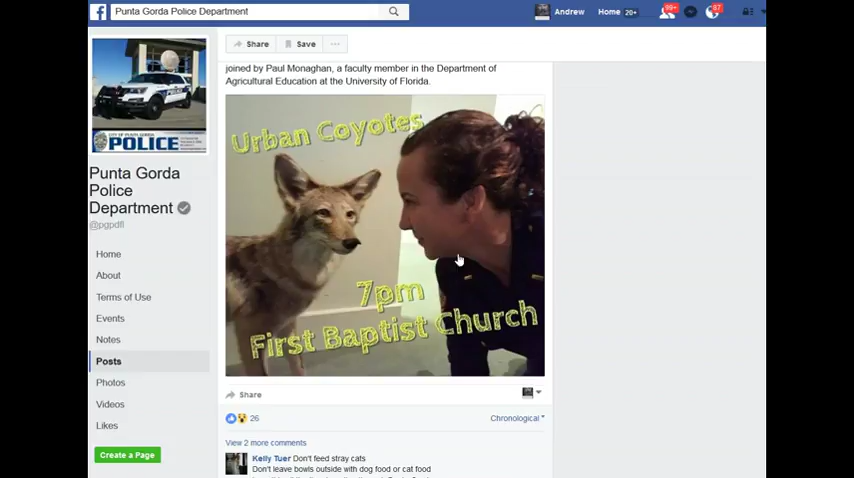 Punta Gorda Police Department
Andrew
Home 20+
99+
87
Share
Save
joined by Paul Monaghan, a faculty member in the Department of
Agricultural Education at the University of Florida.
POLICE
Punta Gorda
Police
Department
@pgpdfl
Home
About
Terms of Use
Events
Notes
Posts
Photos
Videos
Likes
Create a Page
Urban Coyotes
7pm
First Baptist Church
Share
26
Chronological
View 2 more comments
Kelly Tuer Don't feed stray cats
Don't leave bowls outside with dog food or cat food